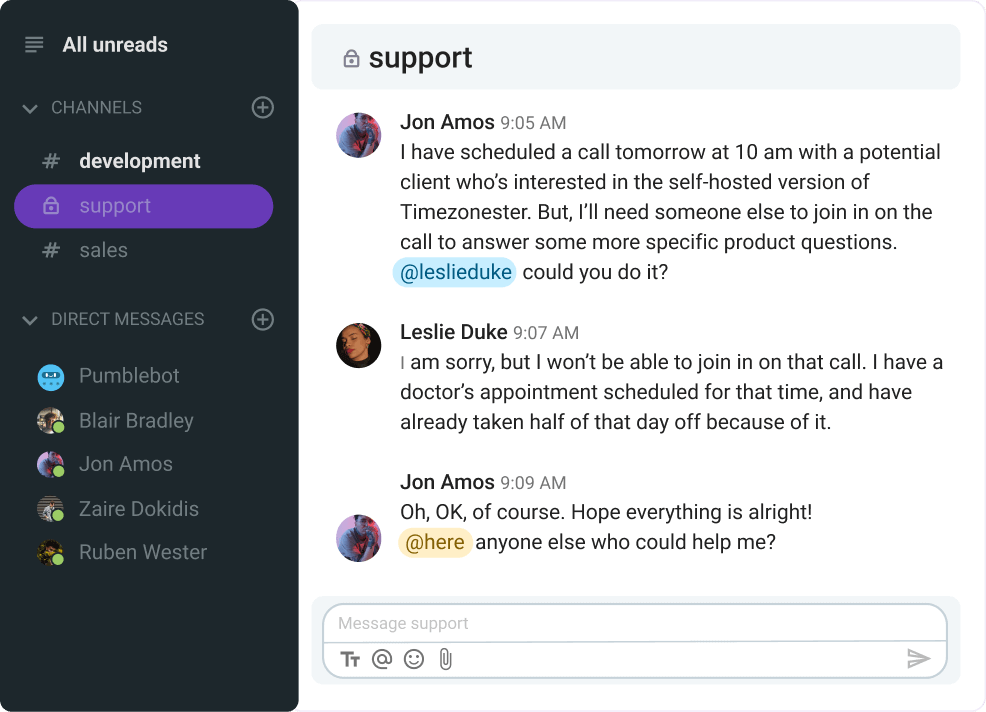 All unreads
CHANNELS
# development
support
# sales
DIRECT MESSAGES
Pumblebot
Blair Bradley
Jon Amos
Zaire Dokidis
Ruben Wester
support
Jon Amos 9:05 AM
I have scheduled a call tomorrow at 10 am with a potential
client who’s interested in the self-hosted version of
Timezonester. But, I’ll need someone else to join in on the
call to answer some more specific product questions.
@leslieduke could you do it?
Leslie Duke 9:07 AM
I am sorry, but I won’t be able to join in on that call. I have a
doctor’s appointment scheduled for that time, and have
already taken half of that day off because of it.
Jon Amos 9:09 AM
Oh, OK, of course. Hope everything is alright!
@here anyone else who could help me?
Message support
Tт @